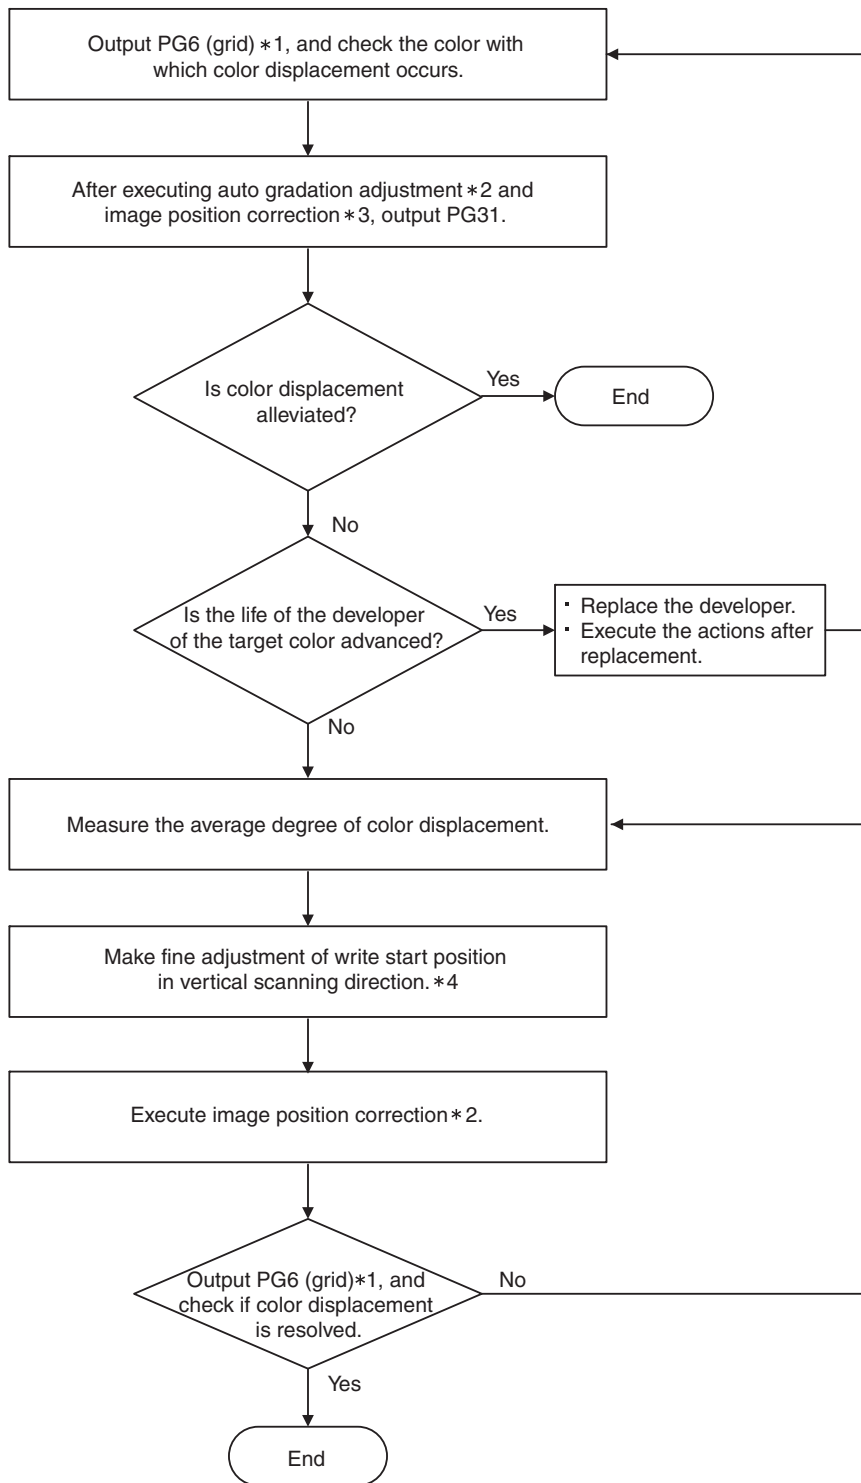 Output PG6 (grid)*1, and check the color with
which color displacement occurs.
After executing auto gradation adjustment*2 and
image position correction*3, output PG31.
Is color displacement
alleviated?
Yes
End
No
Is the life of the developer
of the target color advanced?
Yes
· Replace the developer.
· Execute the actions after
replacement.
No
Measure the average degree of color displacement.
Make fine adjustment of write start position
in vertical scanning direction.*4
Execute image position correction*2.
Output PG6 (grid)*1, and
check if color displacement
is resolved.
No
Yes
End